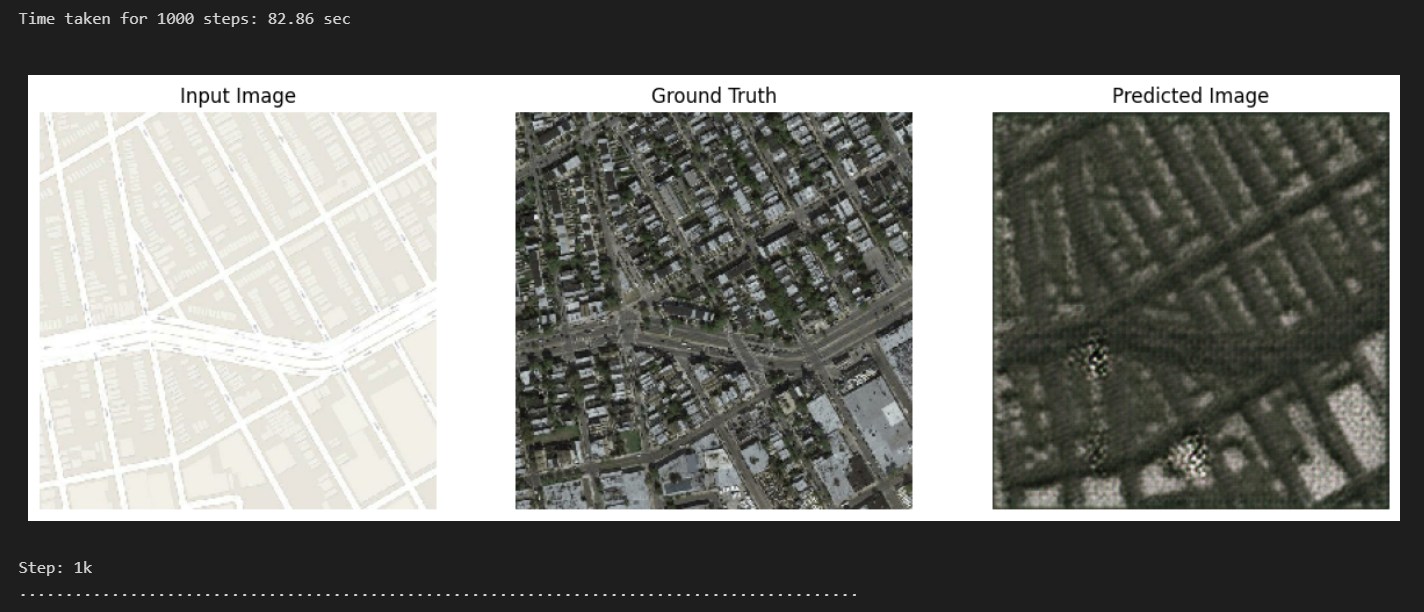 Time taken for 1000 steps: 82.86 sec
Input Image
Ground Truth
Predicted Image
Step: 1k
..........................................................................................